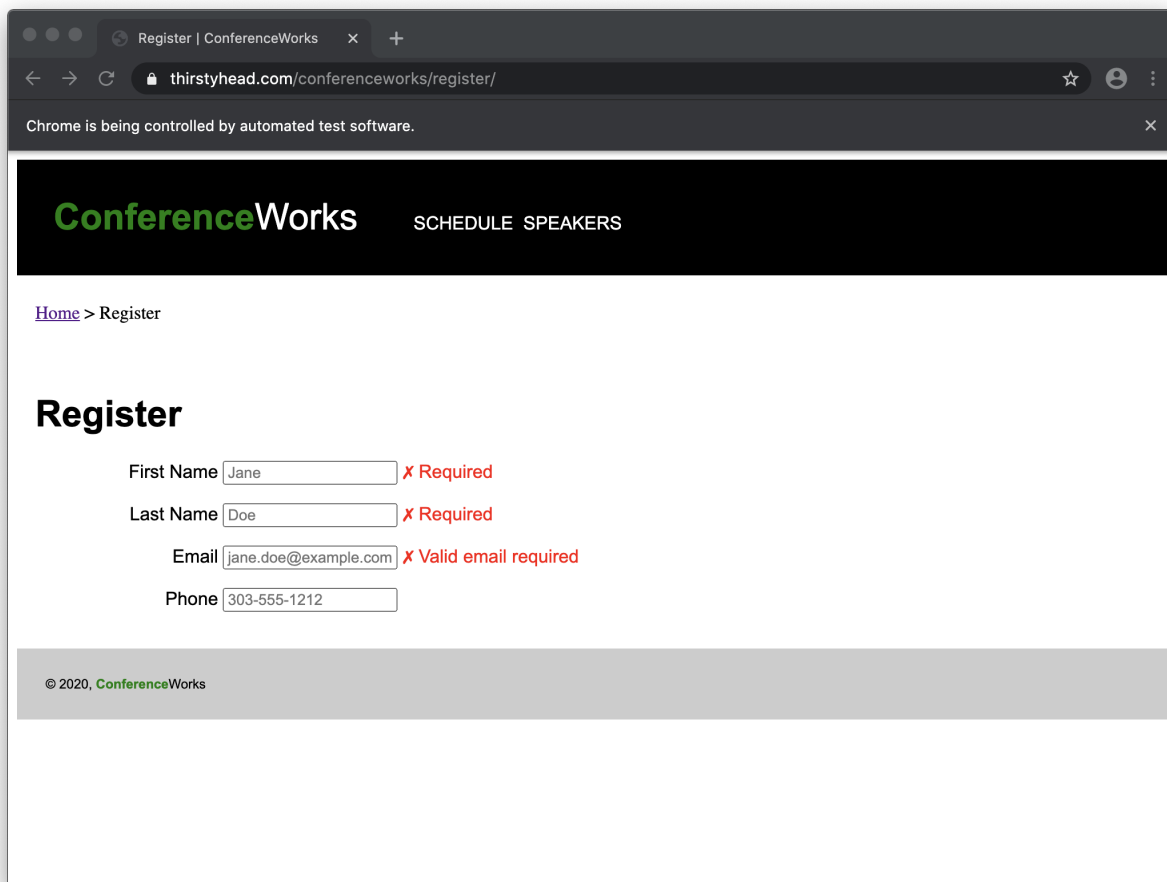 Register | ConferenceWorks
thirstyhead.com/conferenceworks/register/
Chrome is being controlled by automated test software.
ConferenceWorks SCHEDULE SPEAKERS
Home > Register
Register
First Name Jane ✗ Required
Last Name Doe ✗ Required
Email jane.doe@example.com ✗ Valid email required
Phone 303-555-1212
© 2020, ConferenceWorks